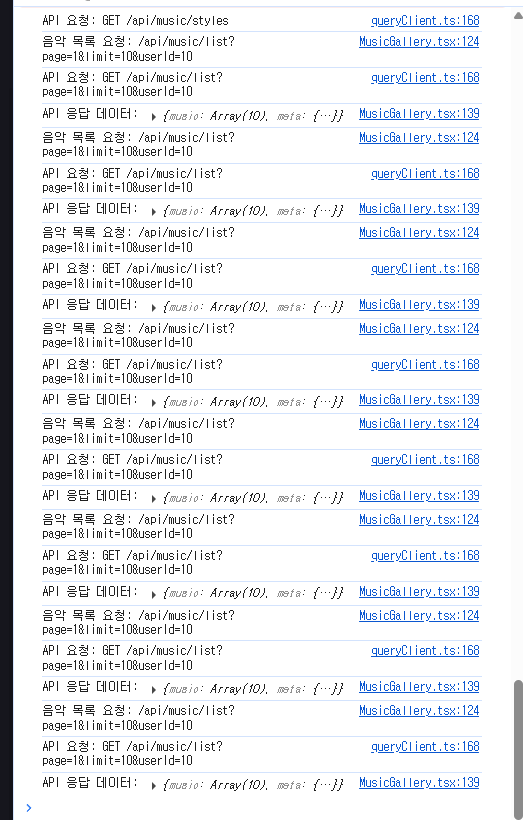 API 요청: GET /api/music/styles queryClient.ts:168
음악 목록 요청: /api/music/list? MusicGallery.tsx:124
page=1&limit=10&userId=10
API 요청: GET /api/music/list? queryClient.ts:168
page=1&limit=10&userId=10
API 응답 데이터: ▶ {music: Array(10), meta: {…}} MusicGallery.tsx:139
음악 목록 요청: /api/music/list? MusicGallery.tsx:124
page=1&limit=10&userId=10
API 요청: GET /api/music/list? queryClient.ts:168
page=1&limit=10&userId=10
API 응답 데이터: ▶ {music: Array(10), meta: {…}} MusicGallery.tsx:139
음악 목록 요청: /api/music/list? MusicGallery.tsx:124
page=1&limit=10&userId=10
API 요청: GET /api/music/list? queryClient.ts:168
page=1&limit=10&userId=10
API 응답 데이터: ▶ {music: Array(10), meta: {…}} MusicGallery.tsx:139
음악 목록 요청: /api/music/list? MusicGallery.tsx:124
page=1&limit=10&userId=10
API 요청: GET /api/music/list? queryClient.ts:168
page=1&limit=10&userId=10
API 응답 데이터: ▶ {music: Array(10), meta: {…}} MusicGallery.tsx:139
음악 목록 요청: /api/music/list? MusicGallery.tsx:124
page=1&limit=10&userId=10
API 요청: GET /api/music/list? queryClient.ts:168
page=1&limit=10&userId=10
API 응답 데이터: ▶ {music: Array(10), meta: {…}} MusicGallery.tsx:139
음악 목록 요청: /api/music/list? MusicGallery.tsx:124
page=1&limit=10&userId=10
API 요청: GET /api/music/list? queryClient.ts:168
page=1&limit=10&userId=10
API 응답 데이터: ▶ {music: Array(10), meta: {…}} MusicGallery.tsx:139
음악 목록 요청: /api/music/list? MusicGallery.tsx:124
page=1&limit=10&userId=10
API 요청: GET /api/music/list? queryClient.ts:168
page=1&limit=10&userId=10
API 응답 데이터: ▶ {music: Array(10), meta: {…}} MusicGallery.tsx:139
음악 목록 요청: /api/music/list? MusicGallery.tsx:124
page=1&limit=10&userId=10
API 요청: GET /api/music/list? queryClient.ts:168
page=1&limit=10&userId=10
API 응답 데이터: ▶ {music: Array(10), meta: {…}} MusicGallery.tsx:139